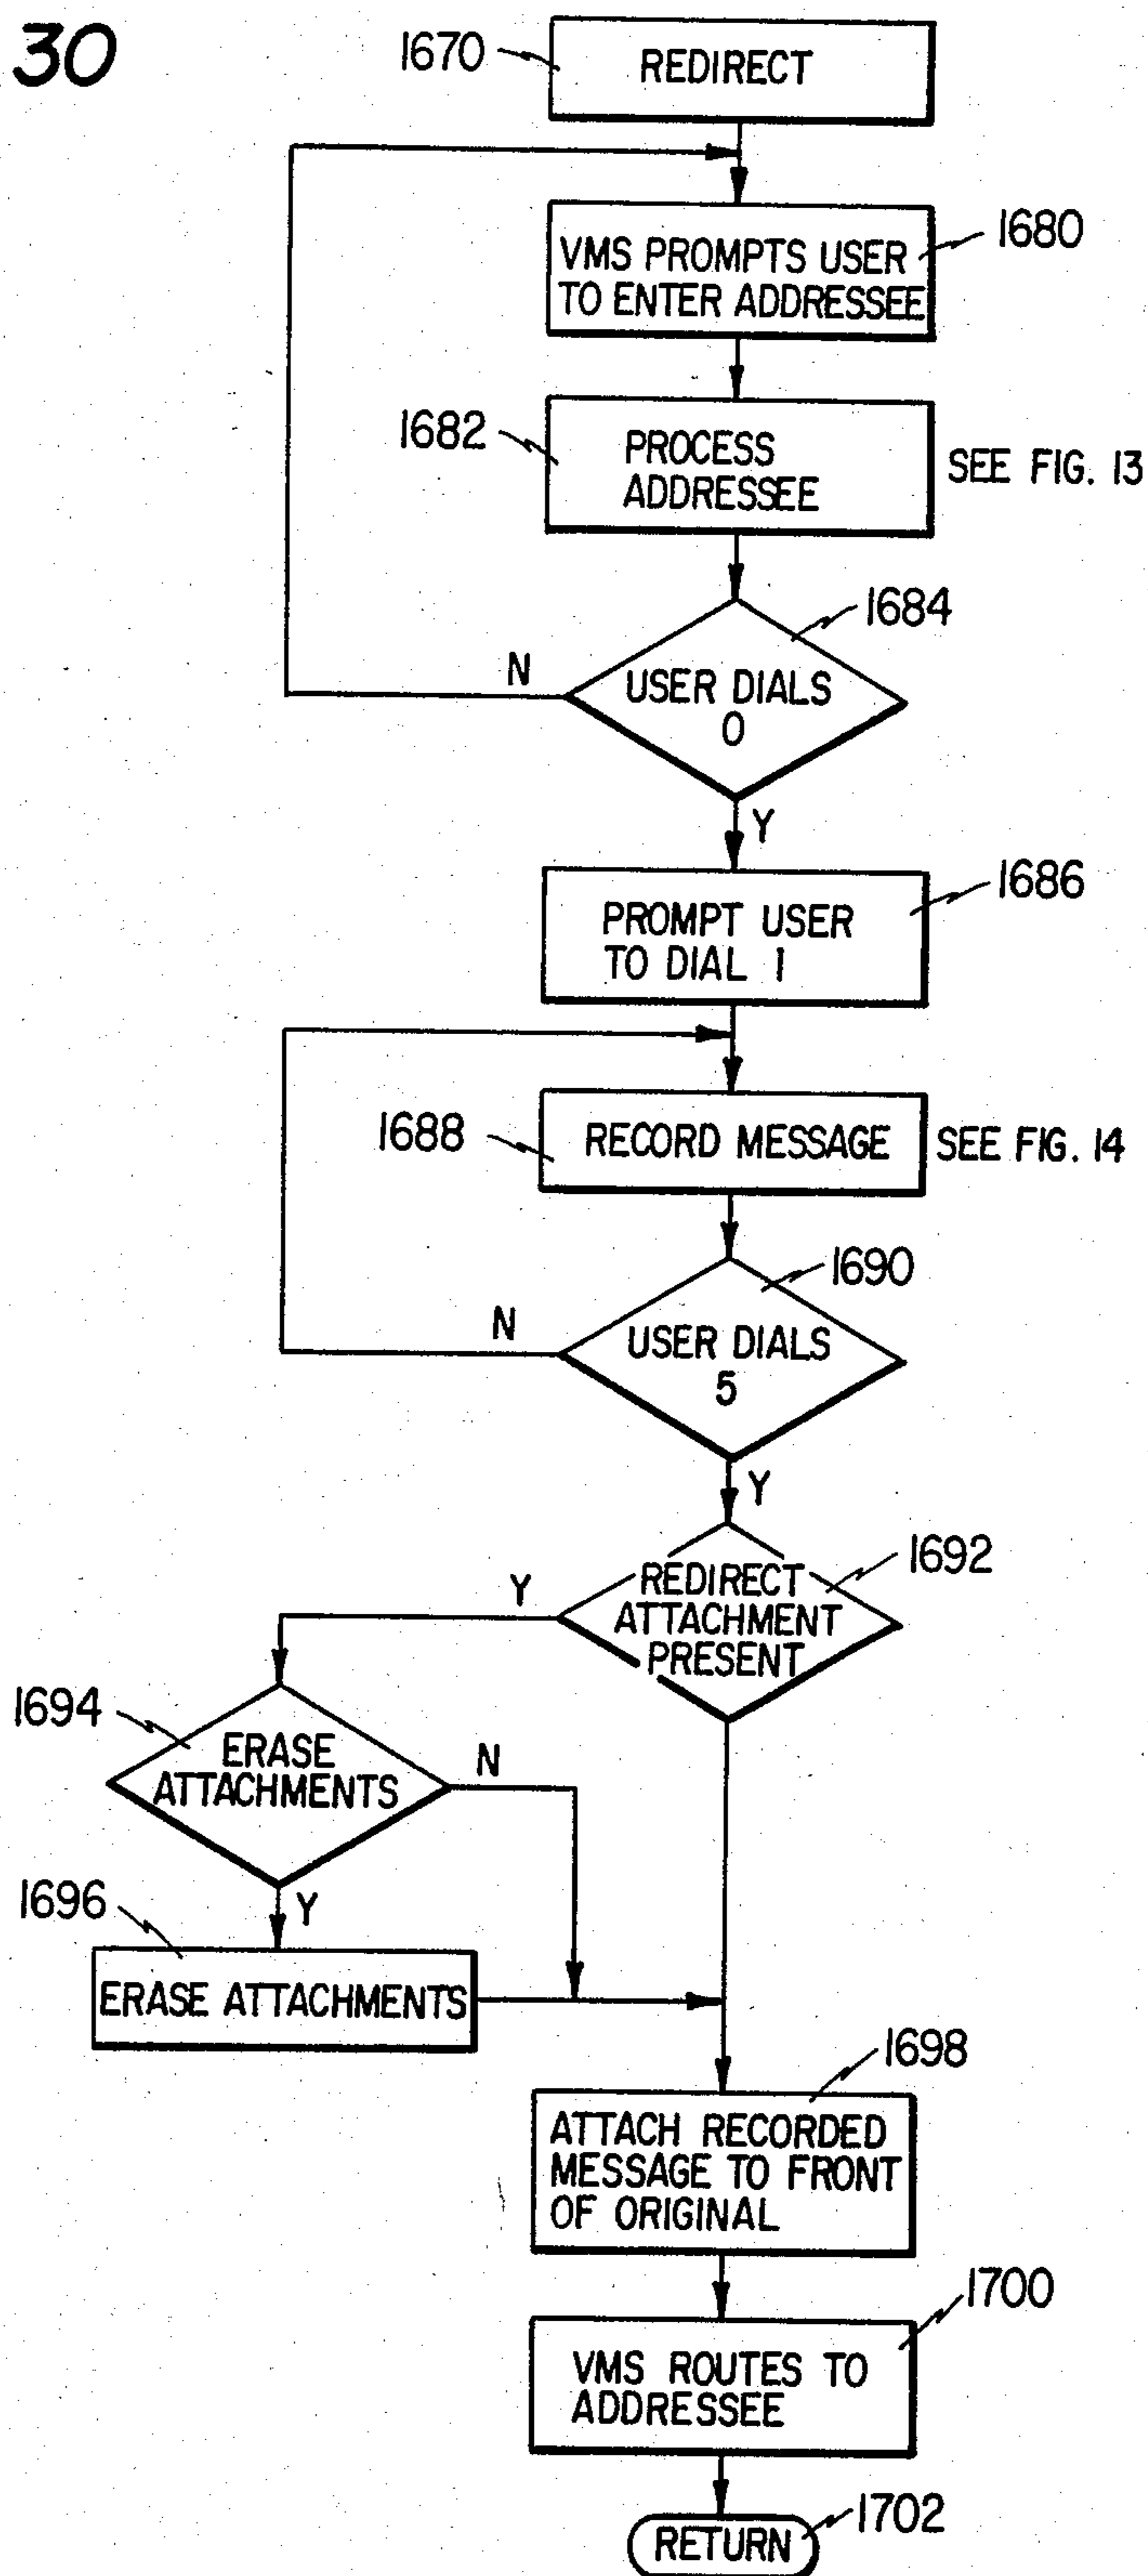 30
1670
REDIRECT
1680
VMS PROMPTS USER
TO ENTER ADDRESSEE
1682
PROCESS
ADDRESSEE
SEE FIG. 13
1684
N
USER DIALS
0
Y
1686
PROMPT USER
TO DIAL 1
1688
RECORD MESSAGE
SEE FIG. 14
1690
N
USER DIALS
5
Y
1692
Y
REDIRECT
ATTACHMENT
PRESENT
1694
ERASE
ATTACHMENTS
N
1696
Y
ERASE ATTACHMENTS
1698
ATTACH RECORDED
MESSAGE TO FRONT
OF ORIGINAL
1700
VMS ROUTES TO
ADDRESSEE
1702
RETURN